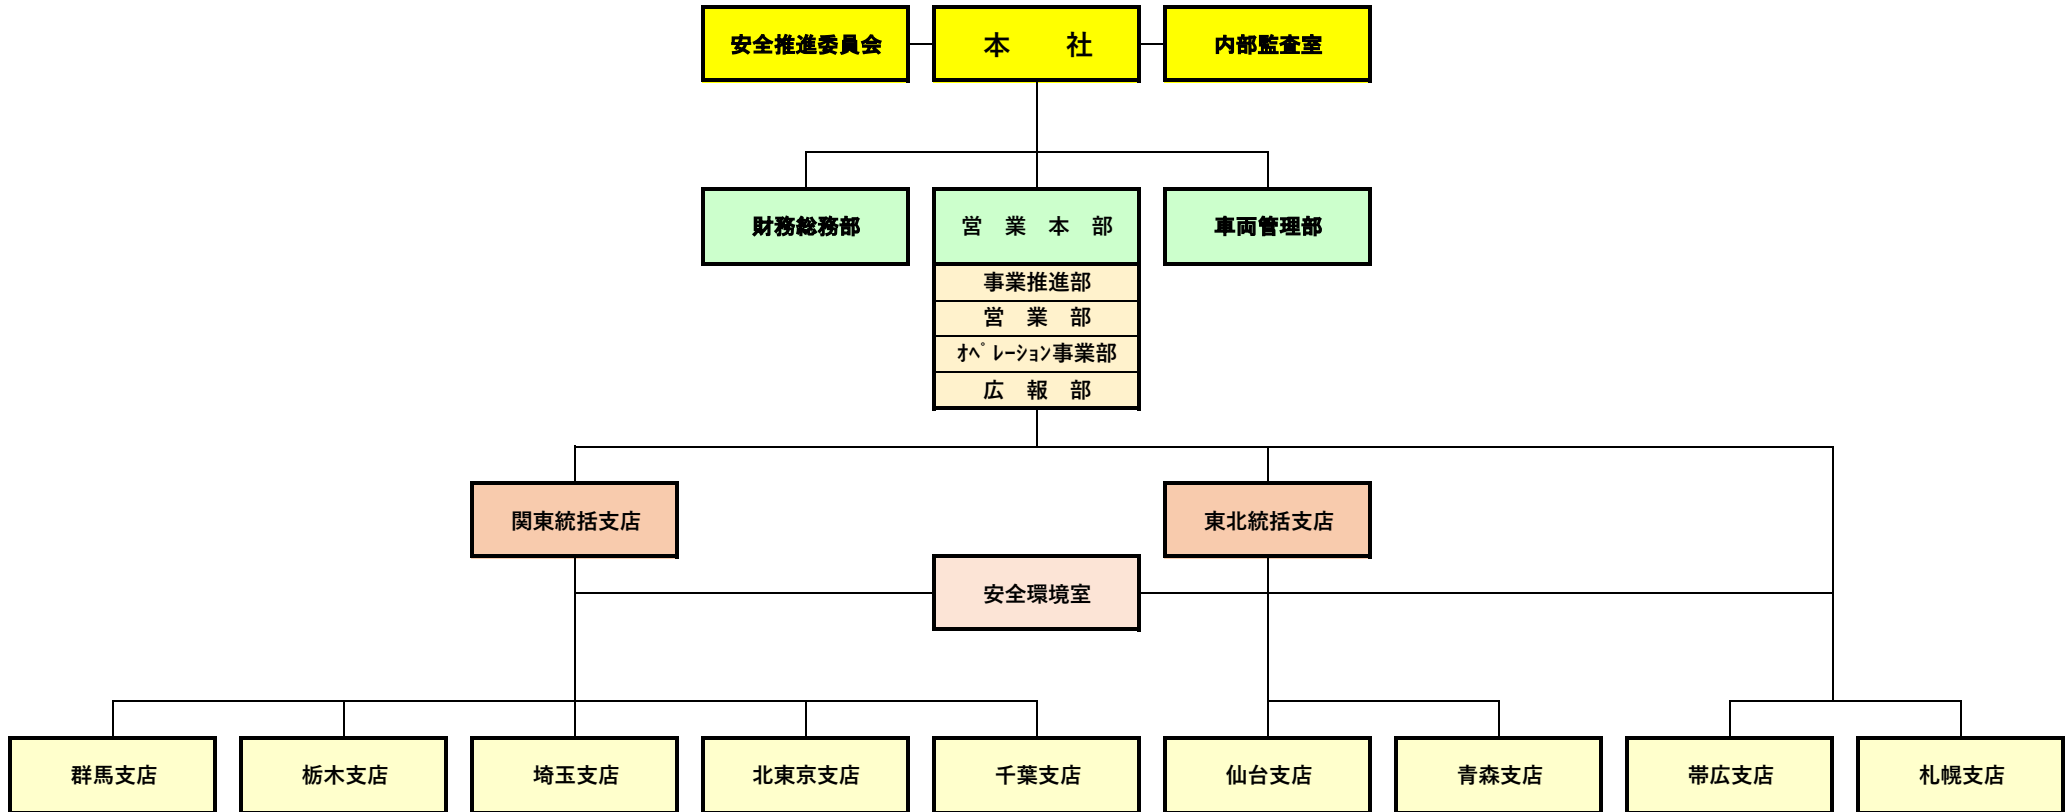 安全推進委員会
本　　社
内部監査室
財務総務部
営　業　本　部
車両管理部
事業推進部
営　業　部
ｵﾍﾟﾚｰｼｮﾝ事業部
広　報　部
関東統括支店
東北統括支店
安全環境室
群馬支店
栃木支店
埼玉支店
北東京支店
千葉支店
仙台支店
青森支店
帯広支店
札幌支店